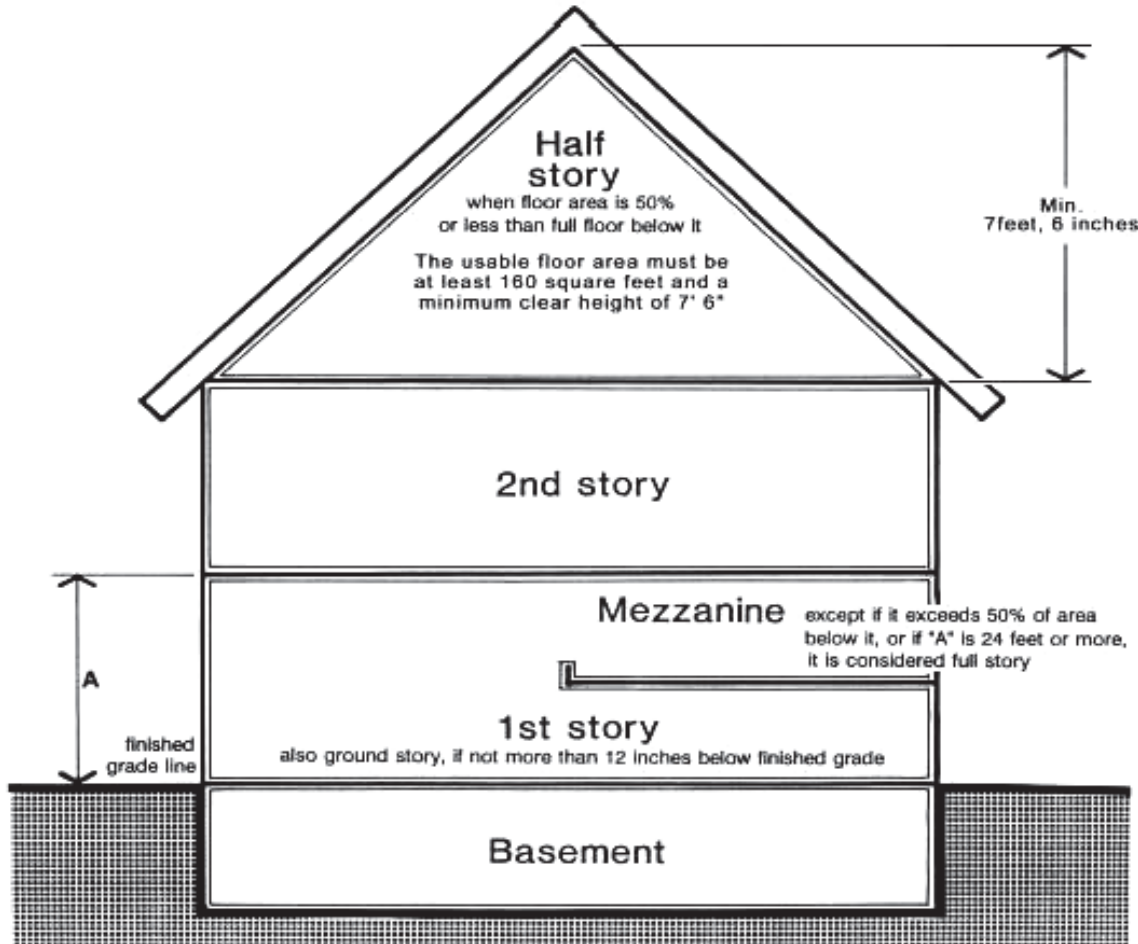 Half
story
when floor area is 50%
or less than full floor below it
The usable floor area must be
at least 160 square feet and a
minimum clear height of 7' 6"
Min.
7feet, 6 inches
2nd story
Mezzanine
except if it exceeds 50% of area
below it, or if "A" is 24 feet or more,
it is considered full story
A
1st story
also ground story, if not more than 12 inches below finished grade
finished
grade line
Basement